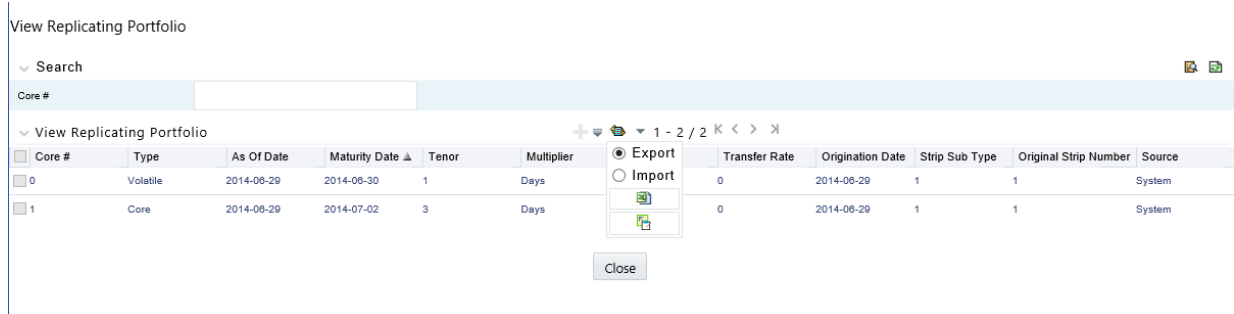 View Replicating Portfolio
Search
Core #
View Replicating Portfolio 1 - 2 / 2
Core # Type As Of Date Maturity Date Tenor Multiplier Transfer Rate Origination Date Strip Sub Type Original Strip Number Source
Export
Import
0 Volatile 2014-06-29 2014-06-30 1 Days 0 2014-06-29 1 1 System
1 Core 2014-06-29 2014-07-02 3 Days 0 2014-06-29 1 1 System
Close